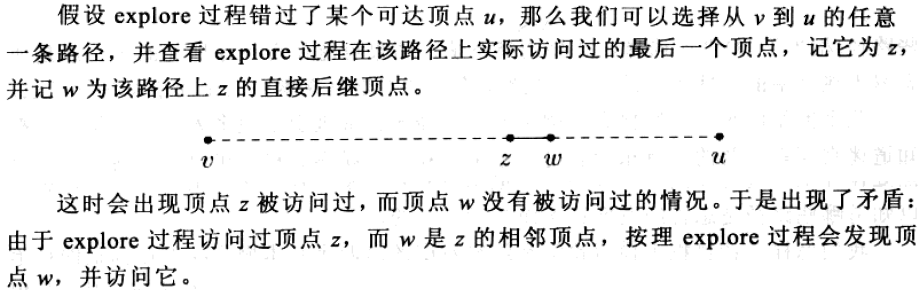 假设 explore 过程错过了某个可达顶点 u，那么我们可以选择从 v 到 u 的任意
一条路径，并查看 explore 过程在该路径上实际访问过的最后一个顶点，记它为 z，
并记 w 为该路径上 z 的直接后继顶点。
v z w u
这时会出现顶点 z 被访问过，而顶点 w 没有被访问过的情况。于是出现了矛盾：
由于 explore 过程访问过顶点 z，而 w 是 z 的相邻顶点，按理 explore 过程会发现顶
点 w，并访问它。